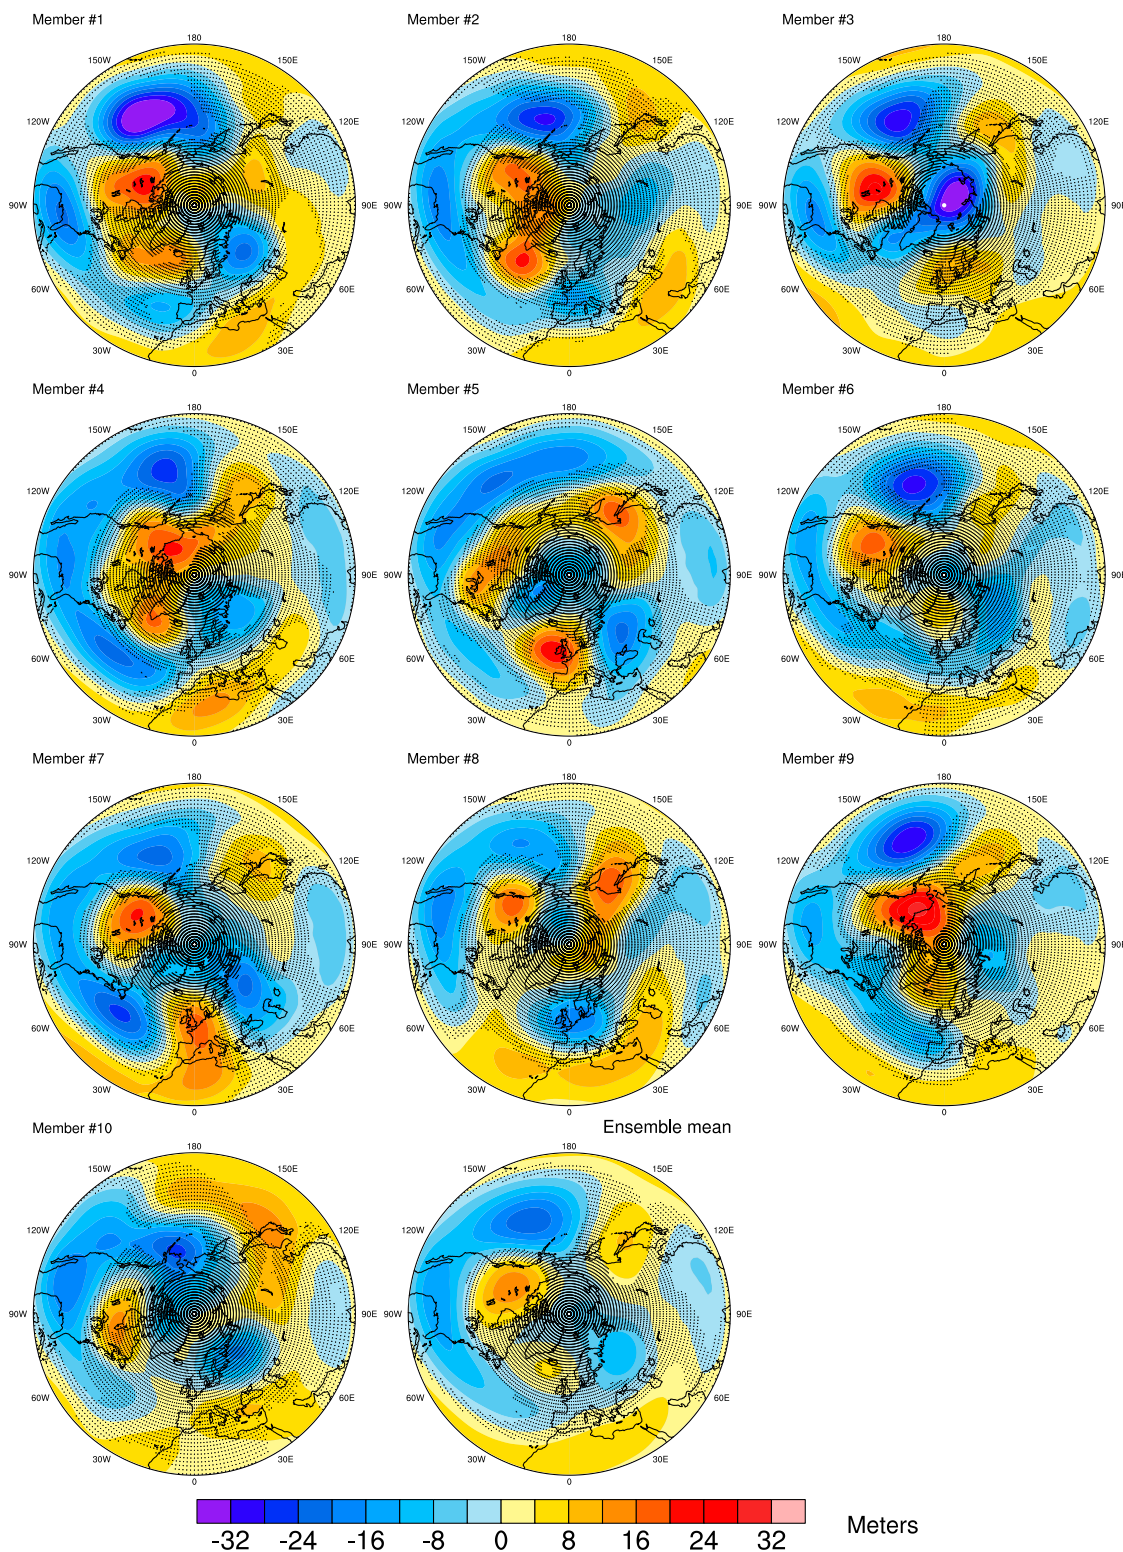 Member #1 Member #2 Member #3
180 180 180
150W 150E 150W 150E 150W 150E
120W 120E 120W 120E 120W 120E
90W 90E 90W 90E 90W 90E
60W 60E 60W 60E 60W 60E
30W 30E 30W 30E 30W 30E
0 0 0
Member #4 Member #5 Member #6
180 180 180
150W 150E 150W 150E 150W 150E
120W 120E 120W 120E 120W 120E
90W 90E 90W 90E 90W 90E
60W 60E 60W 60E 60W 60E
30W 30E 30W 30E 30W 30E
0 0 0
Member #7 Member #8 Member #9
180 180 180
150W 150E 150W 150E 150W 150E
120W 120E 120W 120E 120W 120E
90W 90E 90W 90E 90W 90E
60W 60E 60W 60E 60W 60E
30W 30E 30W 30E 30W 30E
0 0 0
Member #10 Ensemble mean
180 180
150W 150E 150W 150E
120W 120E 120W 120E
90W 90E 90W 90E
60W 60E 60W 60E
30W 30E 30W 30E
0 0
-32 -24 -16 -8 0 8 16 24 32 Meters